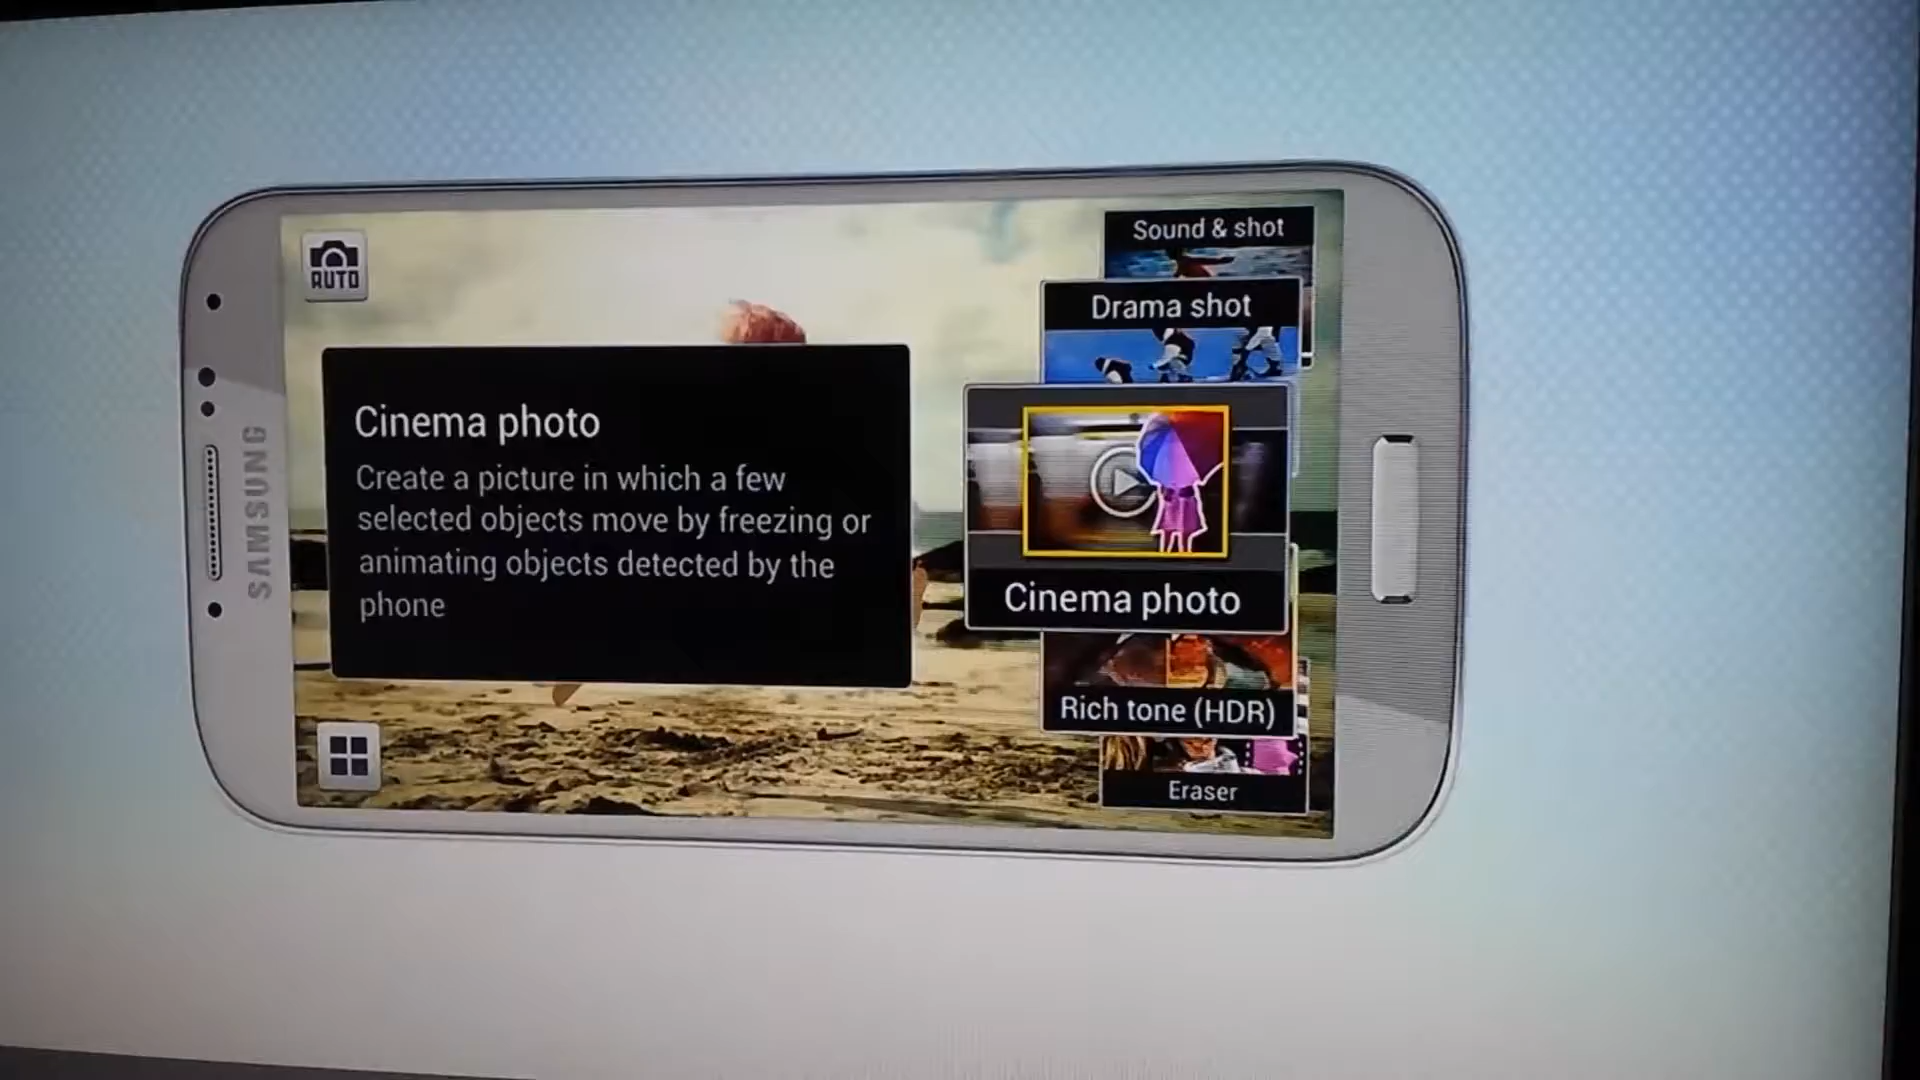 AUTO
SAMSUNG
Cinema photo
Create a picture in which a few
selected objects move by freezing or
animating objects detected by the
phone
Sound & shot
Drama shot
Cinema photo
Rich tone (HDR)
Eraser